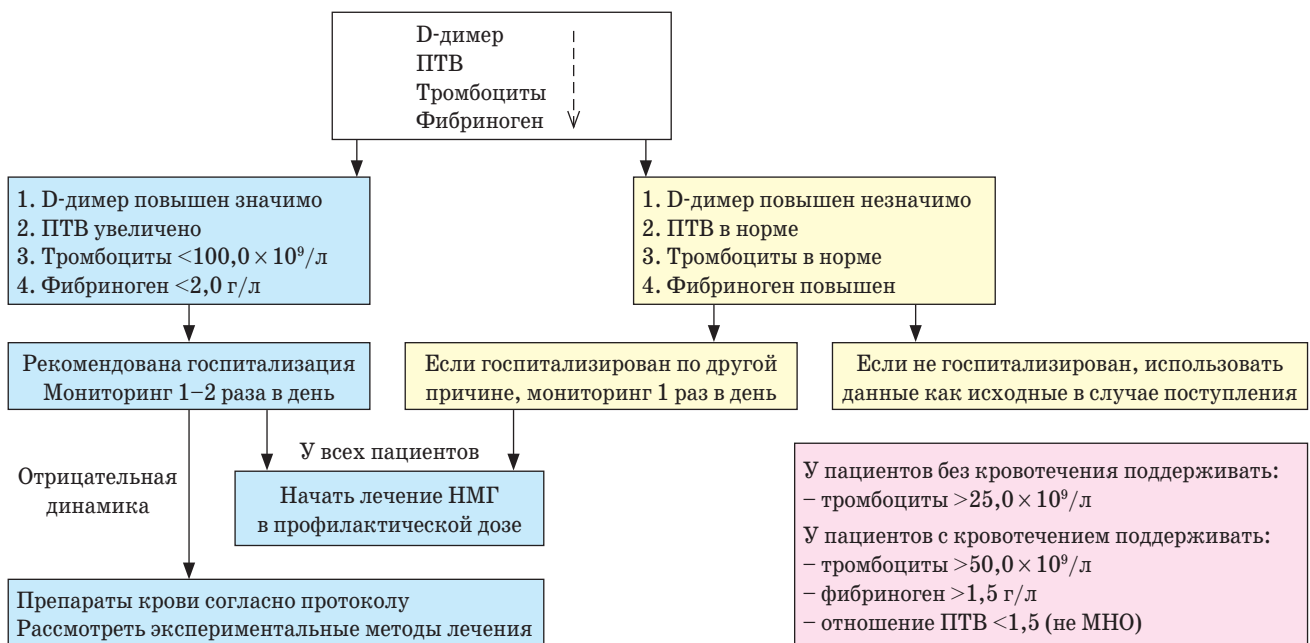 D-димер
ПТВ
Тромбоциты
Фибриноген
1. D-димер повышен значимо
2. ПТВ увеличено
3. Тромбоциты <100,0 × 10⁹/л
4. Фибриноген <2,0 г/л
1. D-димер повышен незначимо
2. ПТВ в норме
3. Тромбоциты в норме
4. Фибриноген повышен
Рекомендована госпитализация
Мониторинг 1–2 раза в день
Если госпитализирован по другой
причине, мониторинг 1 раз в день
Если не госпитализирован, использовать
данные как исходные в случае поступления
Отрицательная
динамика
У всех пациентов
Начать лечение НМГ
в профилактической дозе
Препараты крови согласно протоколу
Рассмотреть экспериментальные методы лечения
У пациентов без кровотечения поддерживать:
– тромбоциты >25,0 × 10⁹/л
У пациентов с кровотечением поддерживать:
– тромбоциты >50,0 × 10⁹/л
– фибриноген >1,5 г/л
– отношение ПТВ <1,5 (не МНО)